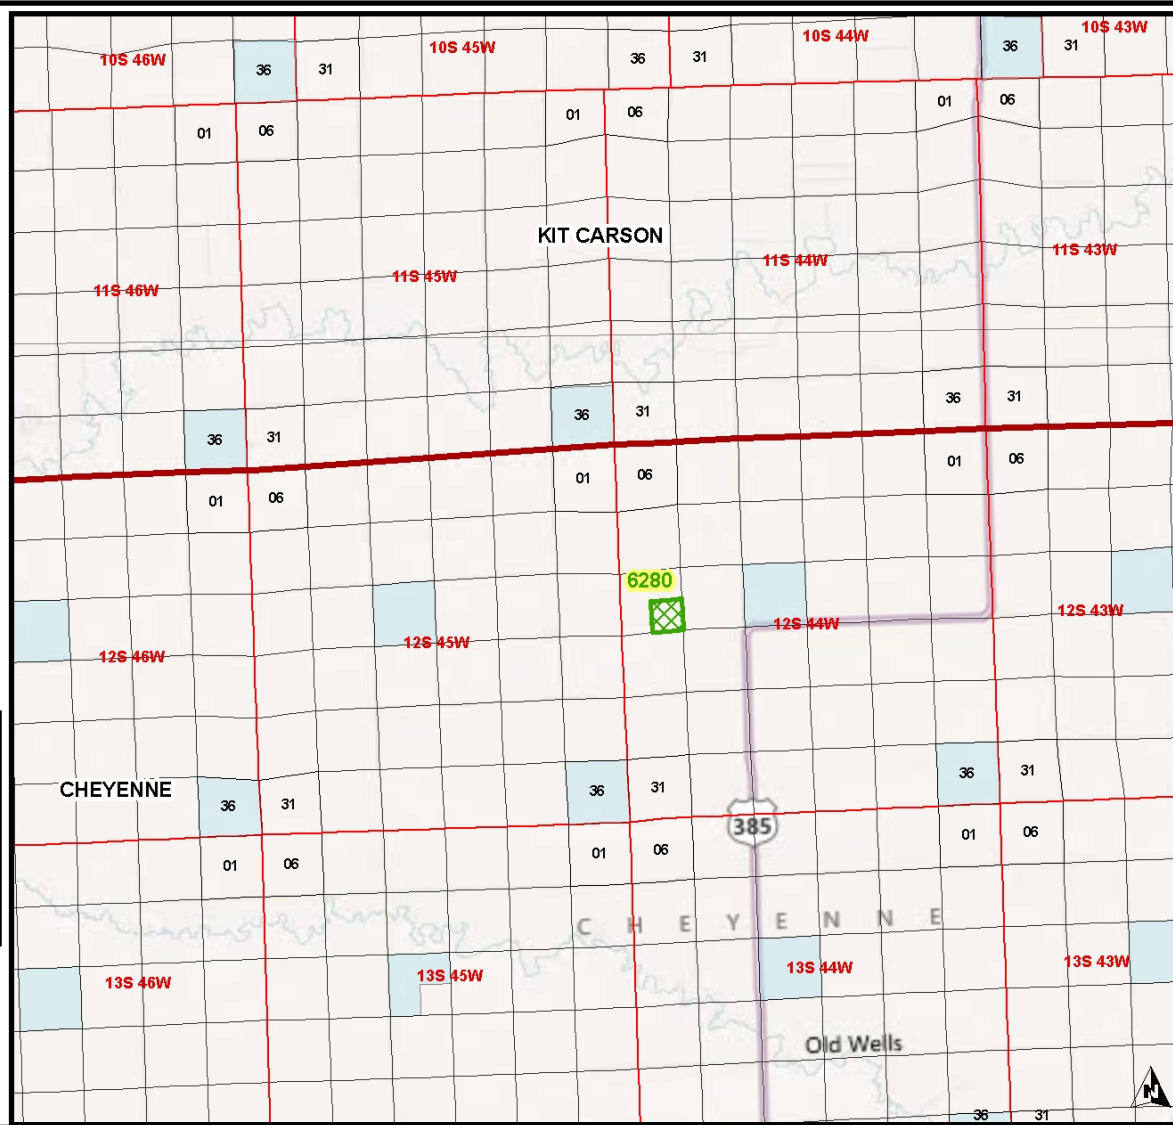 10S 46W
10S 45W
10S 44W
10S 43W
36 31
36 31
36 31
01 06
01 06
01 06
KIT CARSON
11S 46W
11S 45W
11S 44W
11S 43W
36 31
36 31
36 31
01 06
01 06
01 06
6280
12S 46W
12S 45W
12S 44W
12S 43W
CHEYENNE
36 31
36 31
36 31
385
01 06
01 06
01 06
CHEYENNE
13S 46W
13S 45W
13S 44W
13S 43W
Old Wells
N
36 31